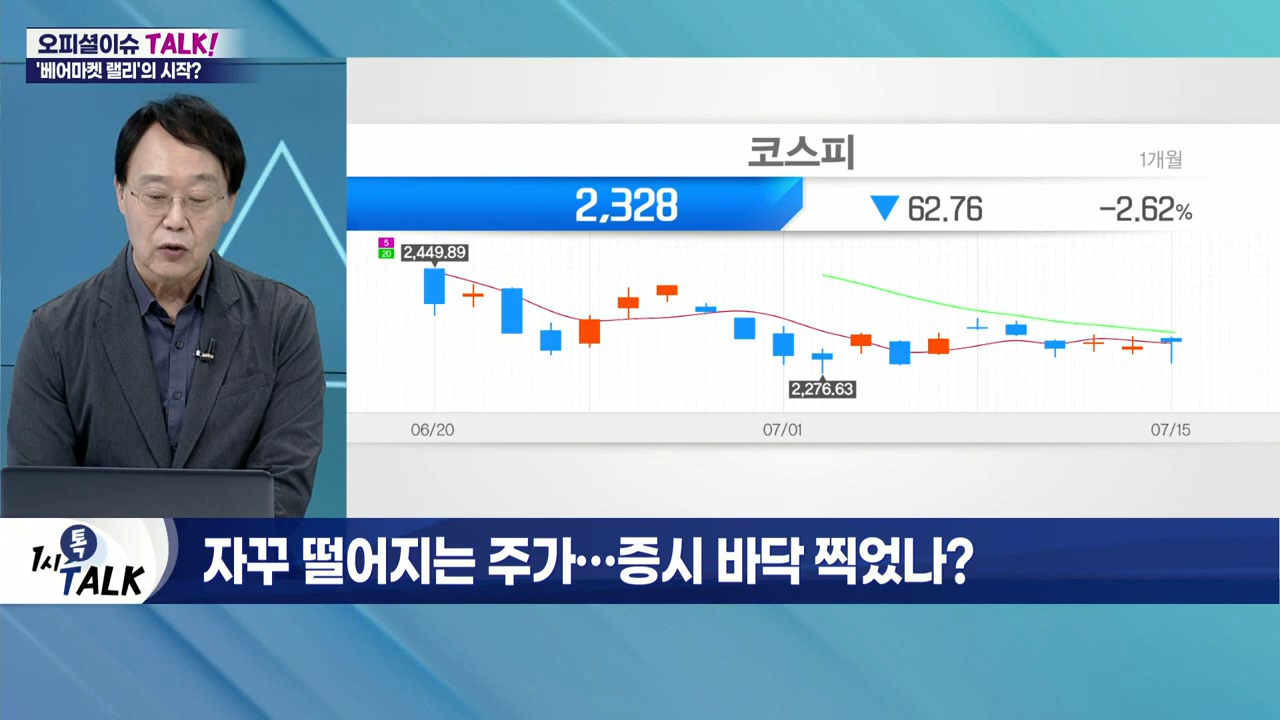 오피셜이슈 TALK!
'베어마켓 랠리'의 시작?
코스피
1개월
2,328
▼ 62.76
-2.62%
5
20
2,449.89
2,276.63
06/20
07/01
07/15
1시 톡 TALK
자꾸 떨어지는 주가…증시 바닥 찍었나?